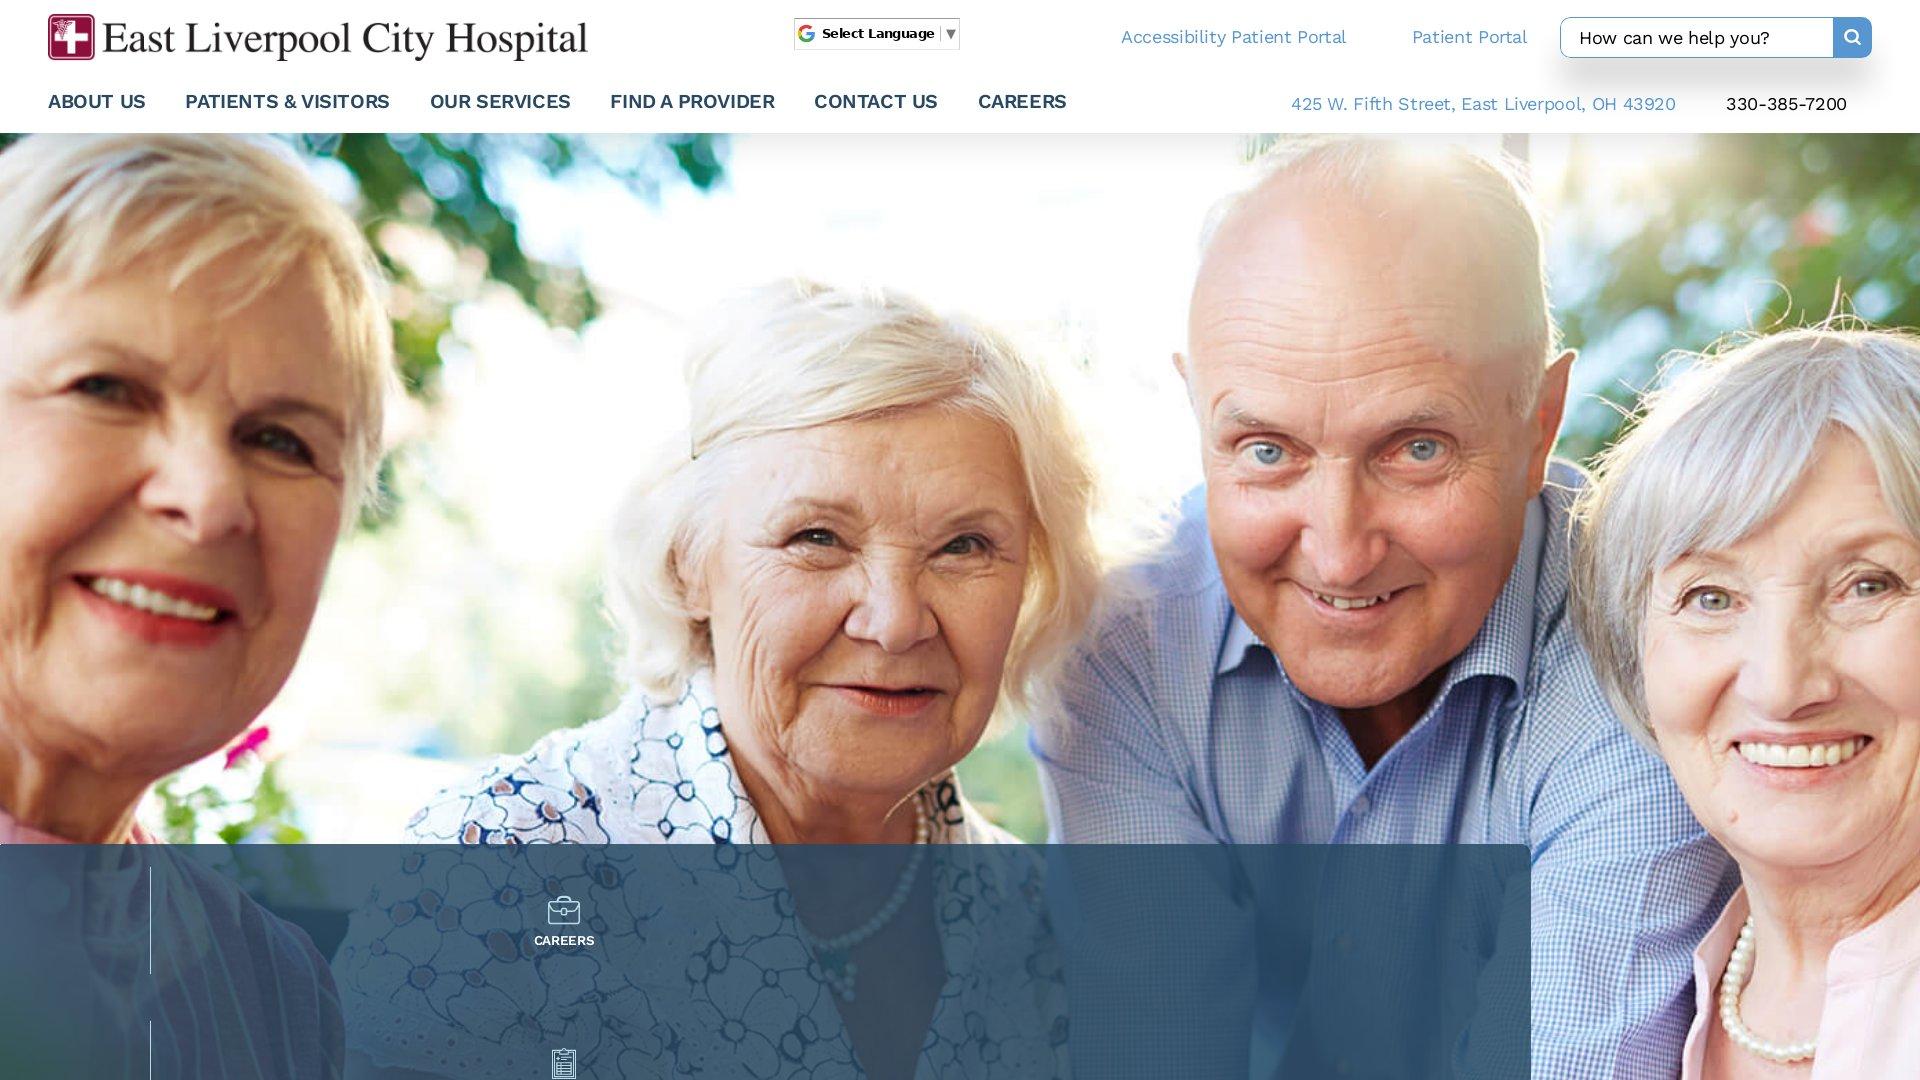 East Liverpool City Hospital
Select Language ▼
Accessibility Patient Portal
Patient Portal
How can we help you?
ABOUT US
PATIENTS & VISITORS
OUR SERVICES
FIND A PROVIDER
CONTACT US
CAREERS
425 W. Fifth Street, East Liverpool, OH 43920
330-385-7200
CAREERS